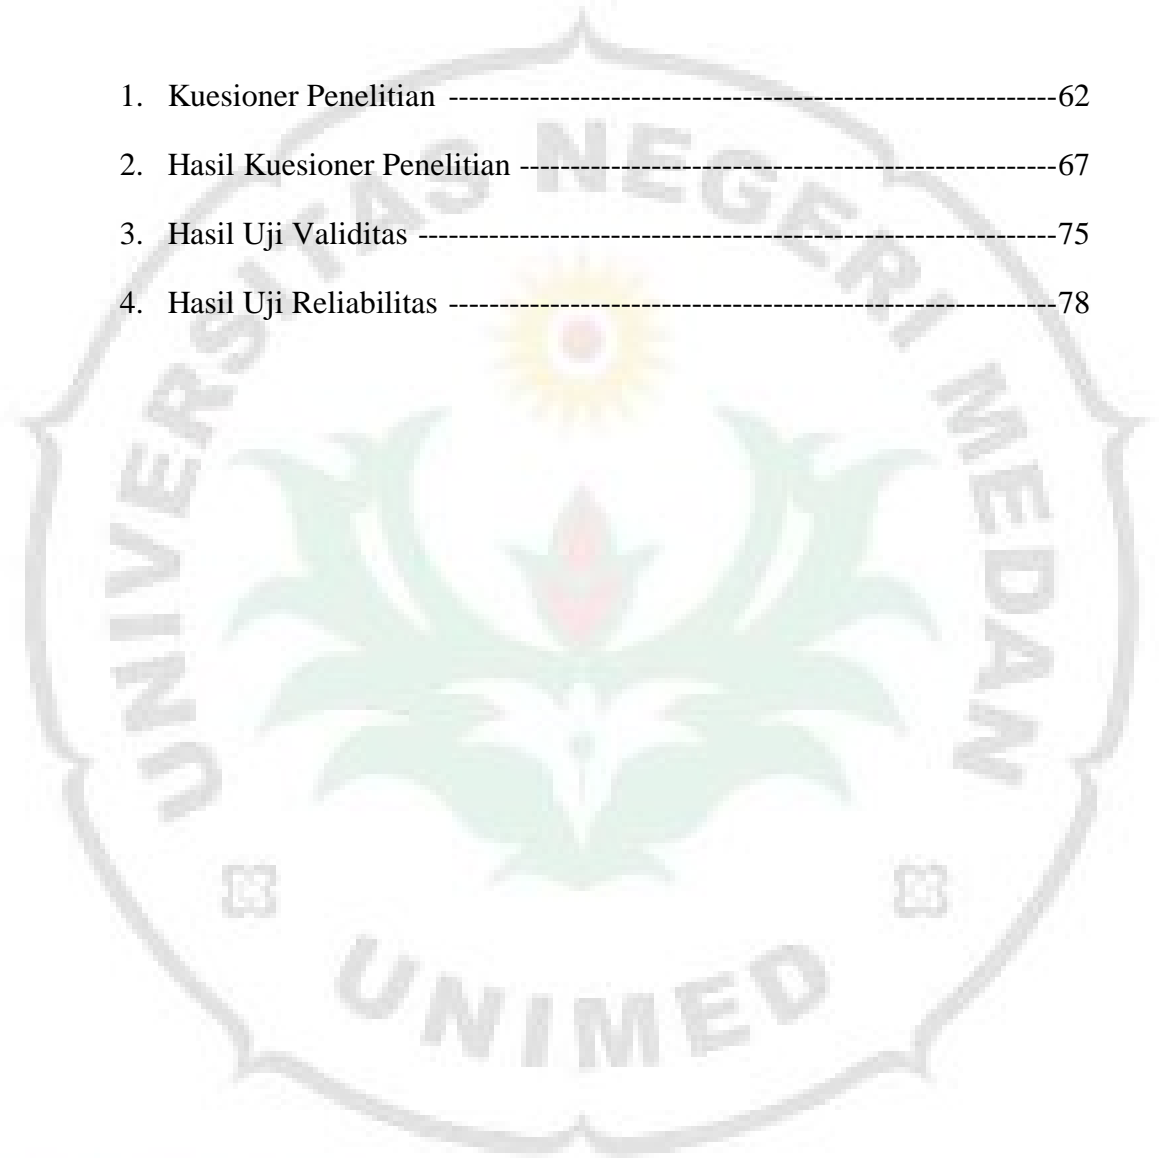 1. Kuesioner Penelitian ------------------------------------------------------------62
2. Hasil Kuesioner Penelitian -----------------------------------------------------67
3. Hasil Uji Validitas ---------------------------------------------------------------75
4. Hasil Uji Reliabilitas ------------------------------------------------------------78
UNIVERSITAS NEGERI MEDAN
UNIMED